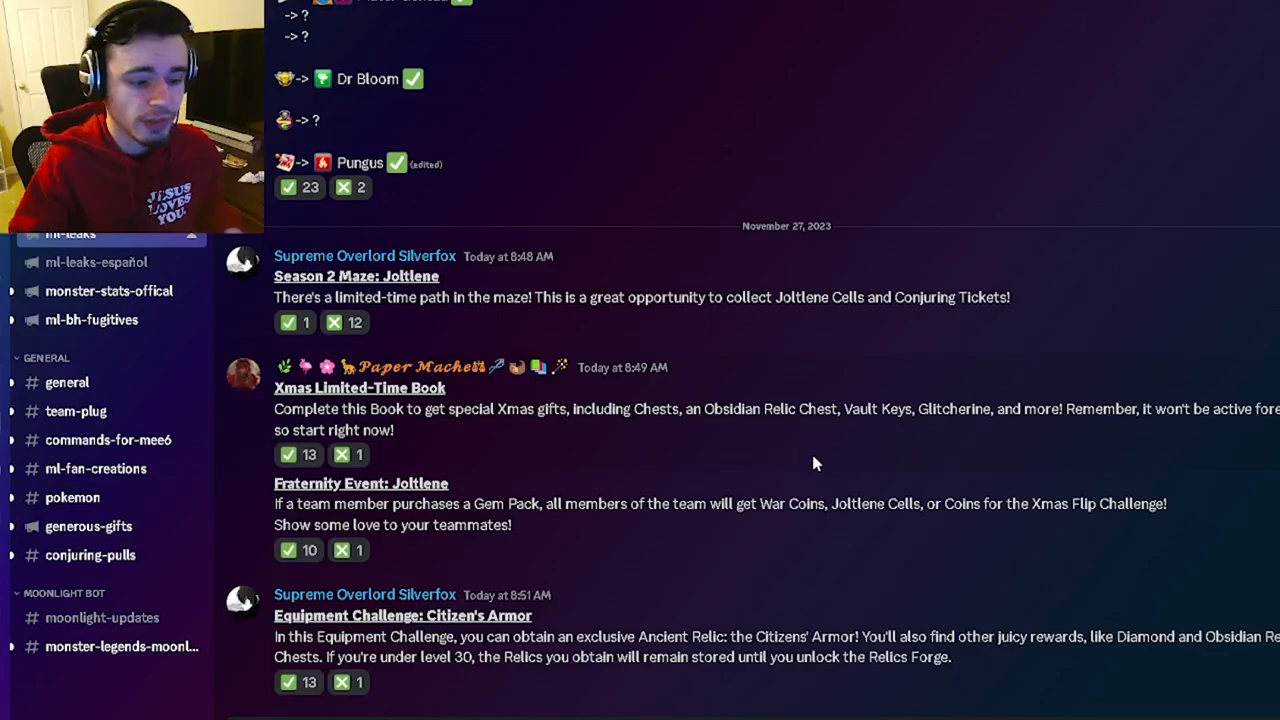 -> ?
-> ?
-> Dr Bloom
-> ?
-> Pungus (edited)
23 2
JESUS
LOVES
YOU.
November 27, 2023
ml-leaks
ml-leaks-español
monster-stats-offical
ml-bh-fugitives
GENERAL
general
team-plug
commands-for-mee6
ml-fan-creations
pokemon
generous-gifts
conjuring-pulls
MOONLIGHT BOT
moonlight-updates
monster-legends-moonl...
Supreme Overlord Silverfox Today at 8:48 AM
Season 2 Maze: Joltlene
There's a limited-time path in the maze! This is a great opportunity to collect Joltlene Cells and Conjuring Tickets!
1 12
𝓟𝓪𝓹𝓮𝓻 𝓜𝓪𝓬𝓱𝓮 Today at 8:49 AM
Xmas Limited-Time Book
Complete this Book to get special Xmas gifts, including Chests, an Obsidian Relic Chest, Vault Keys, Glitcherine, and more! Remember, it won't be active fore
so start right now!
13 1
Fraternity Event: Joltlene
If a team member purchases a Gem Pack, all members of the team will get War Coins, Joltlene Cells, or Coins for the Xmas Flip Challenge!
Show some love to your teammates!
10 1
Supreme Overlord Silverfox Today at 8:51 AM
Equipment Challenge: Citizen's Armor
In this Equipment Challenge, you can obtain an exclusive Ancient Relic: the Citizens' Armor! You'll also find other juicy rewards, like Diamond and Obsidian Re
Chests. If you're under level 30, the Relics you obtain will remain stored until you unlock the Relics Forge.
13 1